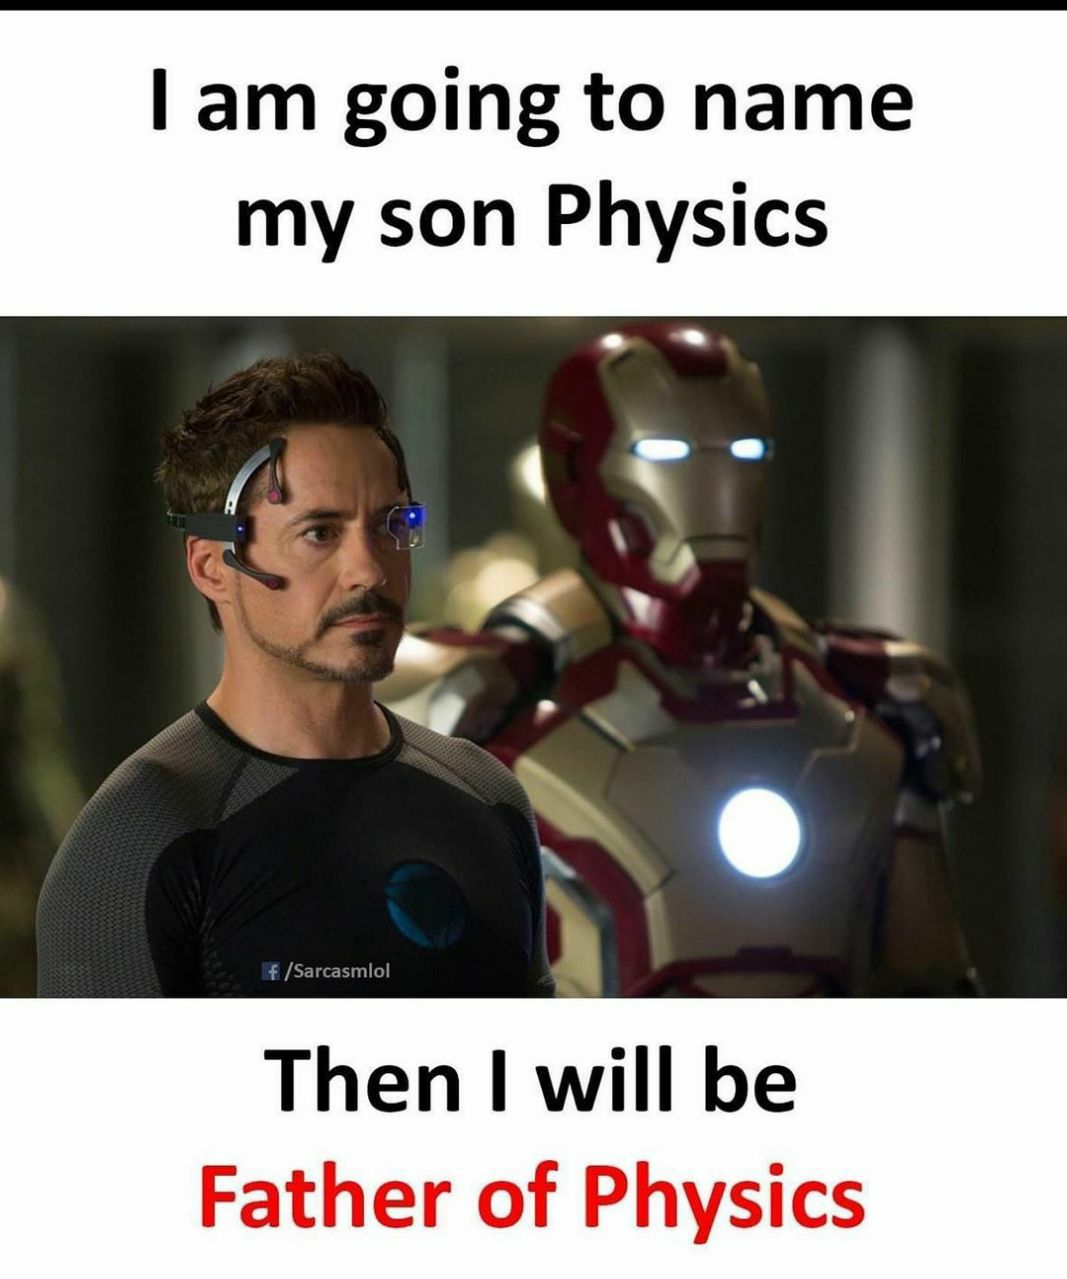 I am going to name
my son Physics
f /Sarcasmlol
Then I will be
Father of Physics